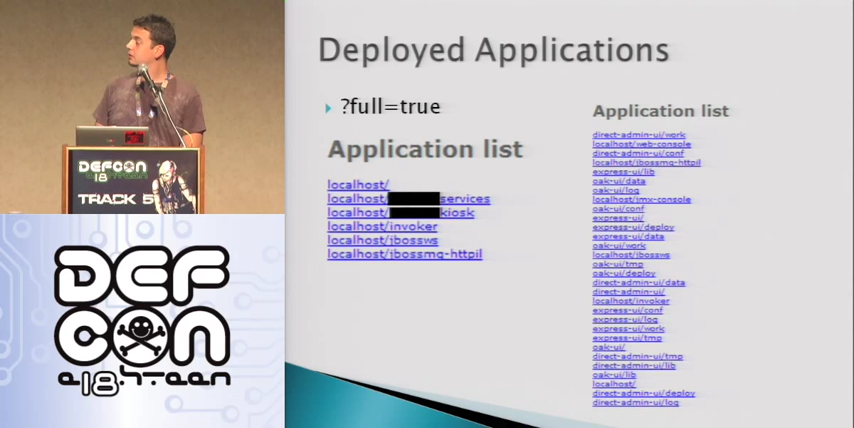 Deployed Applications
?full=true
Application list
localhost/
localhost/ services
localhost/ kiosk
localhost/invoker
localhost/jbossws
localhost/jbossmq-httpil
Application list
direct-admin-ui/work
localhost/web-console
direct-admin-ui/conf
localhost/jbossmq-httpil
express-ui/lib
oak-ui/data
oak-ui/log
localhost/jmx-console
oak-ui/conf
express-ui/
express-ui/deploy
express-ui/data
oak-ui/work
localhost/jbossws
oak-ui/tmp
oak-ui/deploy
direct-admin-ui/data
direct-admin-ui/
localhost/invoker
express-ui/conf
express-ui/log
express-ui/work
express-ui/tmp
oak-ui/
direct-admin-ui/tmp
direct-admin-ui/lib
oak-ui/lib
localhost/
direct-admin-ui/deploy
direct-admin-ui/log
DEFCON
18
TRACK 5
DEF
CON
e18hteen